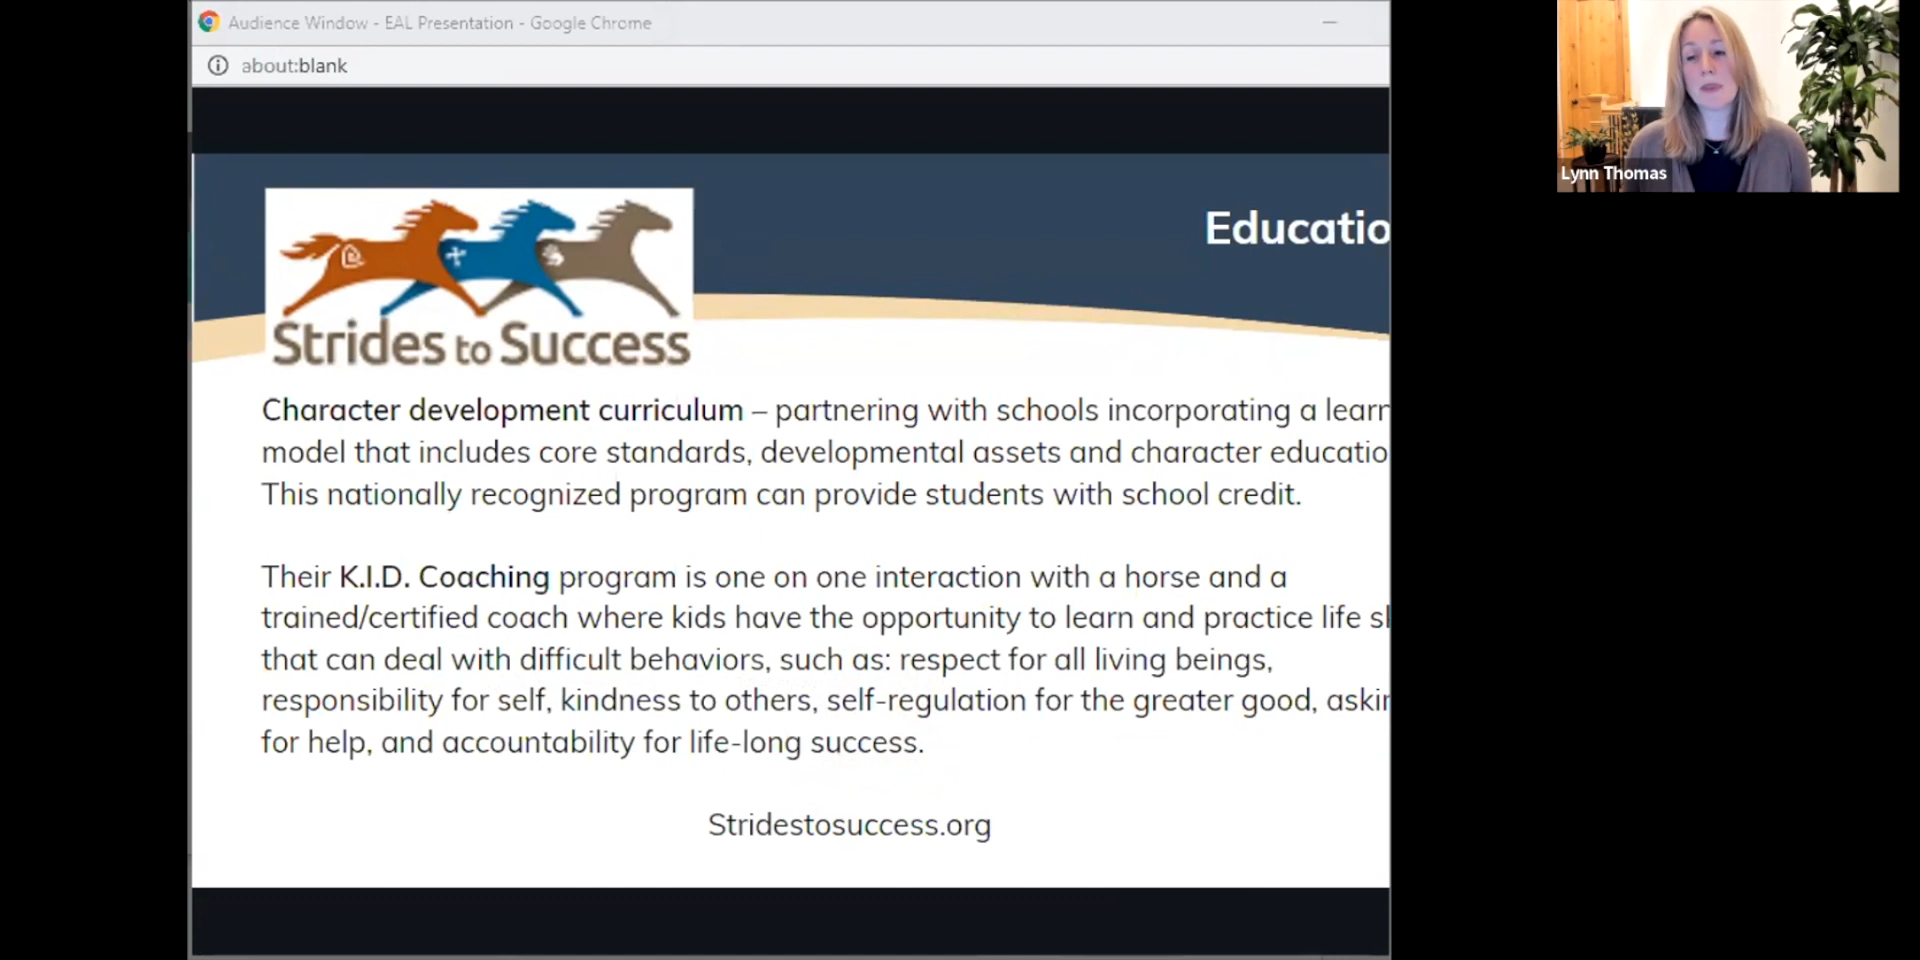 Audience Window - EAL Presentation - Google Chrome
about:blank
Lynn Thomas
Strides to Success
Character development curriculum – partnering with schools incorporating a
model that includes core standards, developmental assets and character
This nationally recognized program can provide students with school credit.
Their K.I.D. Coaching program is one on one interaction with a horse and a
trained/certified coach where kids have the opportunity to learn and practice life
that can deal with difficult behaviors, such as: respect for all living beings,
responsibility for self, kindness to others, self-regulation for the greater good,
for help, and accountability for life-long success.
Stridestosuccess.org